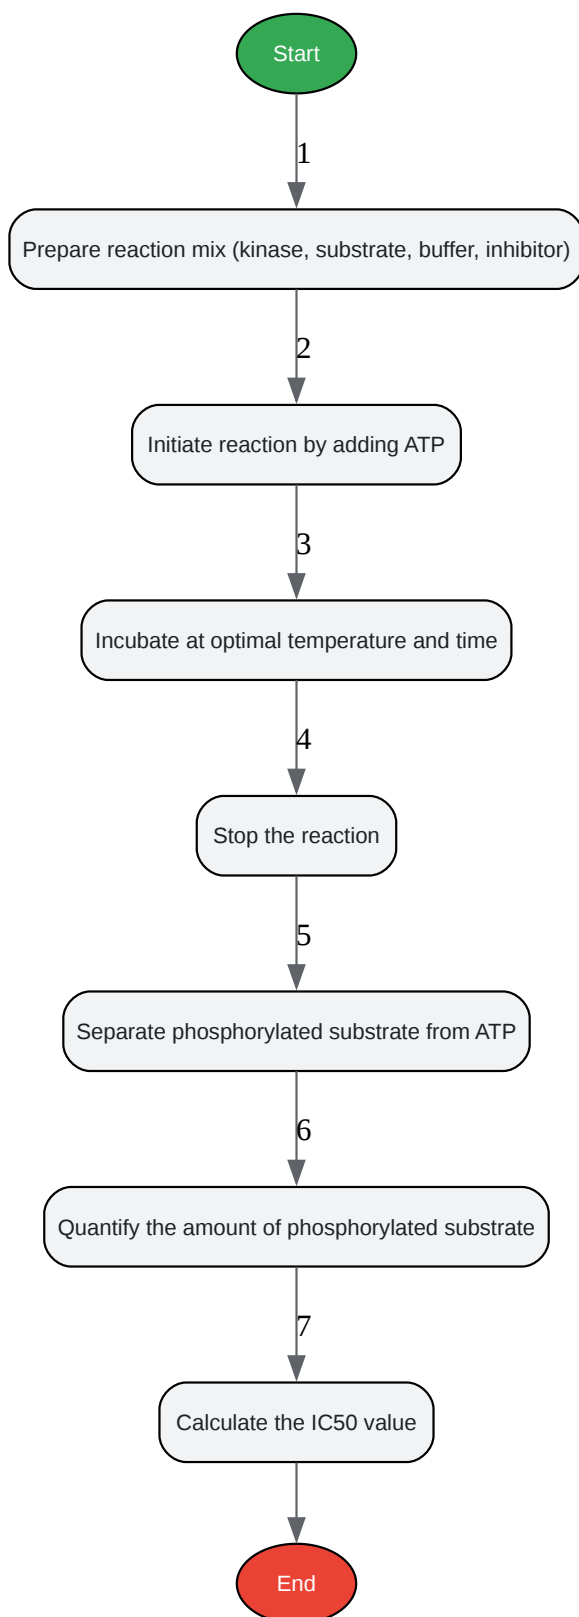 Start
1
Prepare reaction mix (kinase, substrate, buffer, inhibitor)
2
Initiate reaction by adding ATP
3
Incubate at optimal temperature and time
4
Stop the reaction
5
Separate phosphorylated substrate from ATP
6
Quantify the amount of phosphorylated substrate
7
Calculate the IC50 value
End